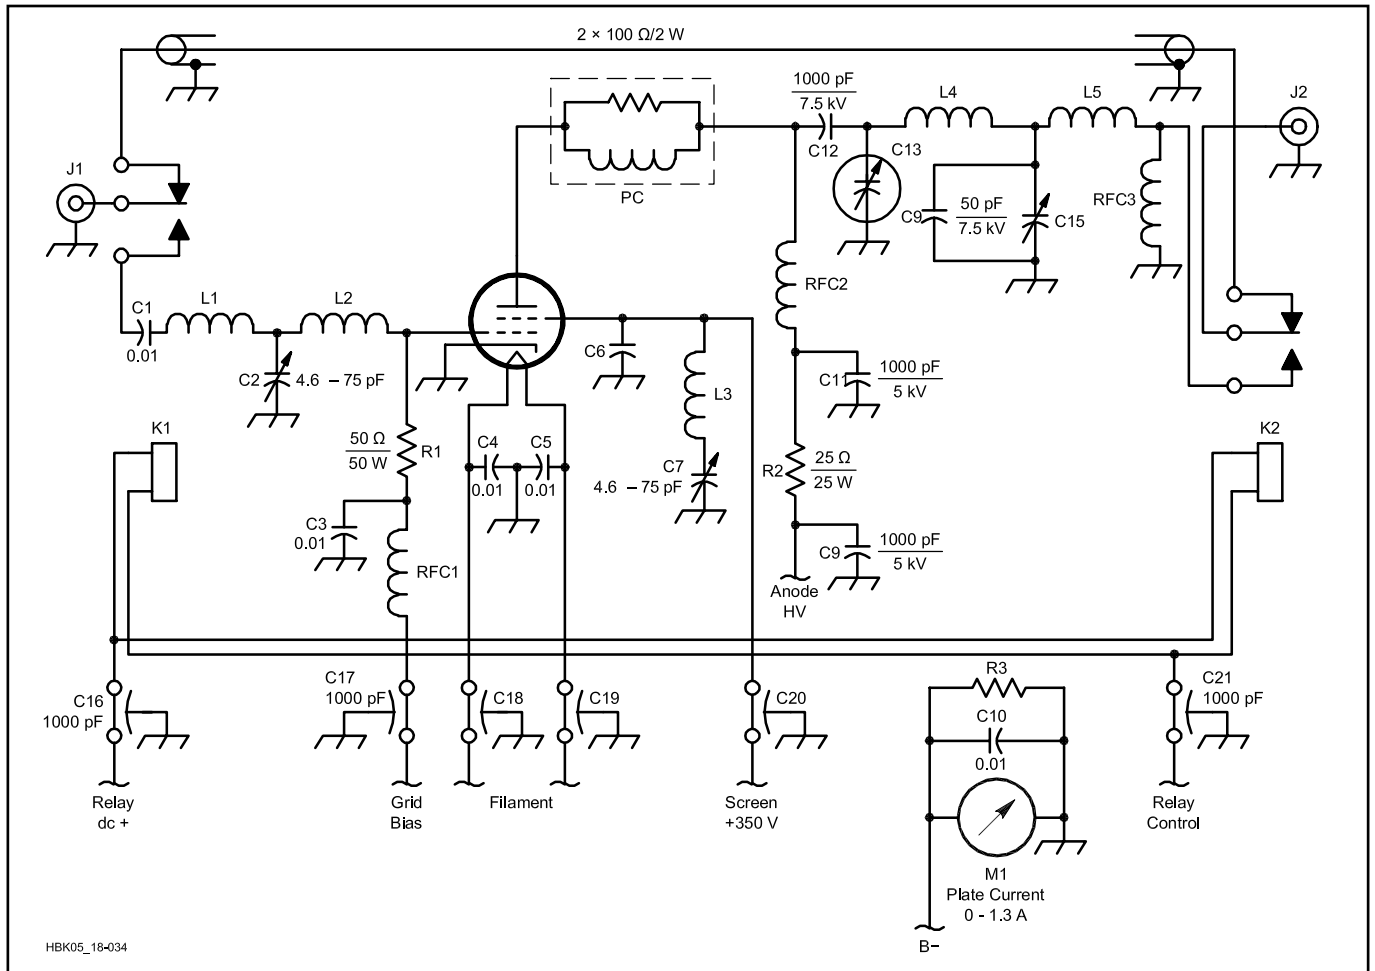 2 × 100 Ω/2 W
1000 pF
7.5 kV
C12
L4
L5
J2
J1
PC
C13
C9
50 pF
7.5 kV
C15
RFC3
RFC2
C1
0.01
L1
L2
C2
4.6 – 75 pF
C6
L3
C11
1000 pF
5 kV
K1
50 Ω
50 W
R1
C4
0.01
C5
0.01
C7
4.6 – 75 pF
R2
25 Ω
25 W
K2
C3
0.01
RFC1
C9
1000 pF
5 kV
Anode
HV
C16
1000 pF
C17
1000 pF
C18
C19
C20
R3
C10
0.01
C21
1000 pF
Relay
dc +
Grid
Bias
Filament
Screen
+350 V
Relay
Control
M1
Plate Current
0 - 1.3 A
B–
HBK05_18-034